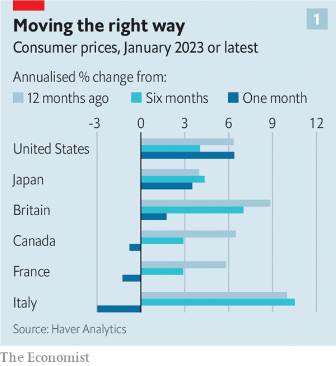 Moving the right way
1
Consumer prices, January 2023 or latest
Annualised % change from:
12 months ago Six months One month
-3 0 3 6 9 12
United States
Japan
Britain
Canada
France
Italy
Source: Haver Analytics
The Economist